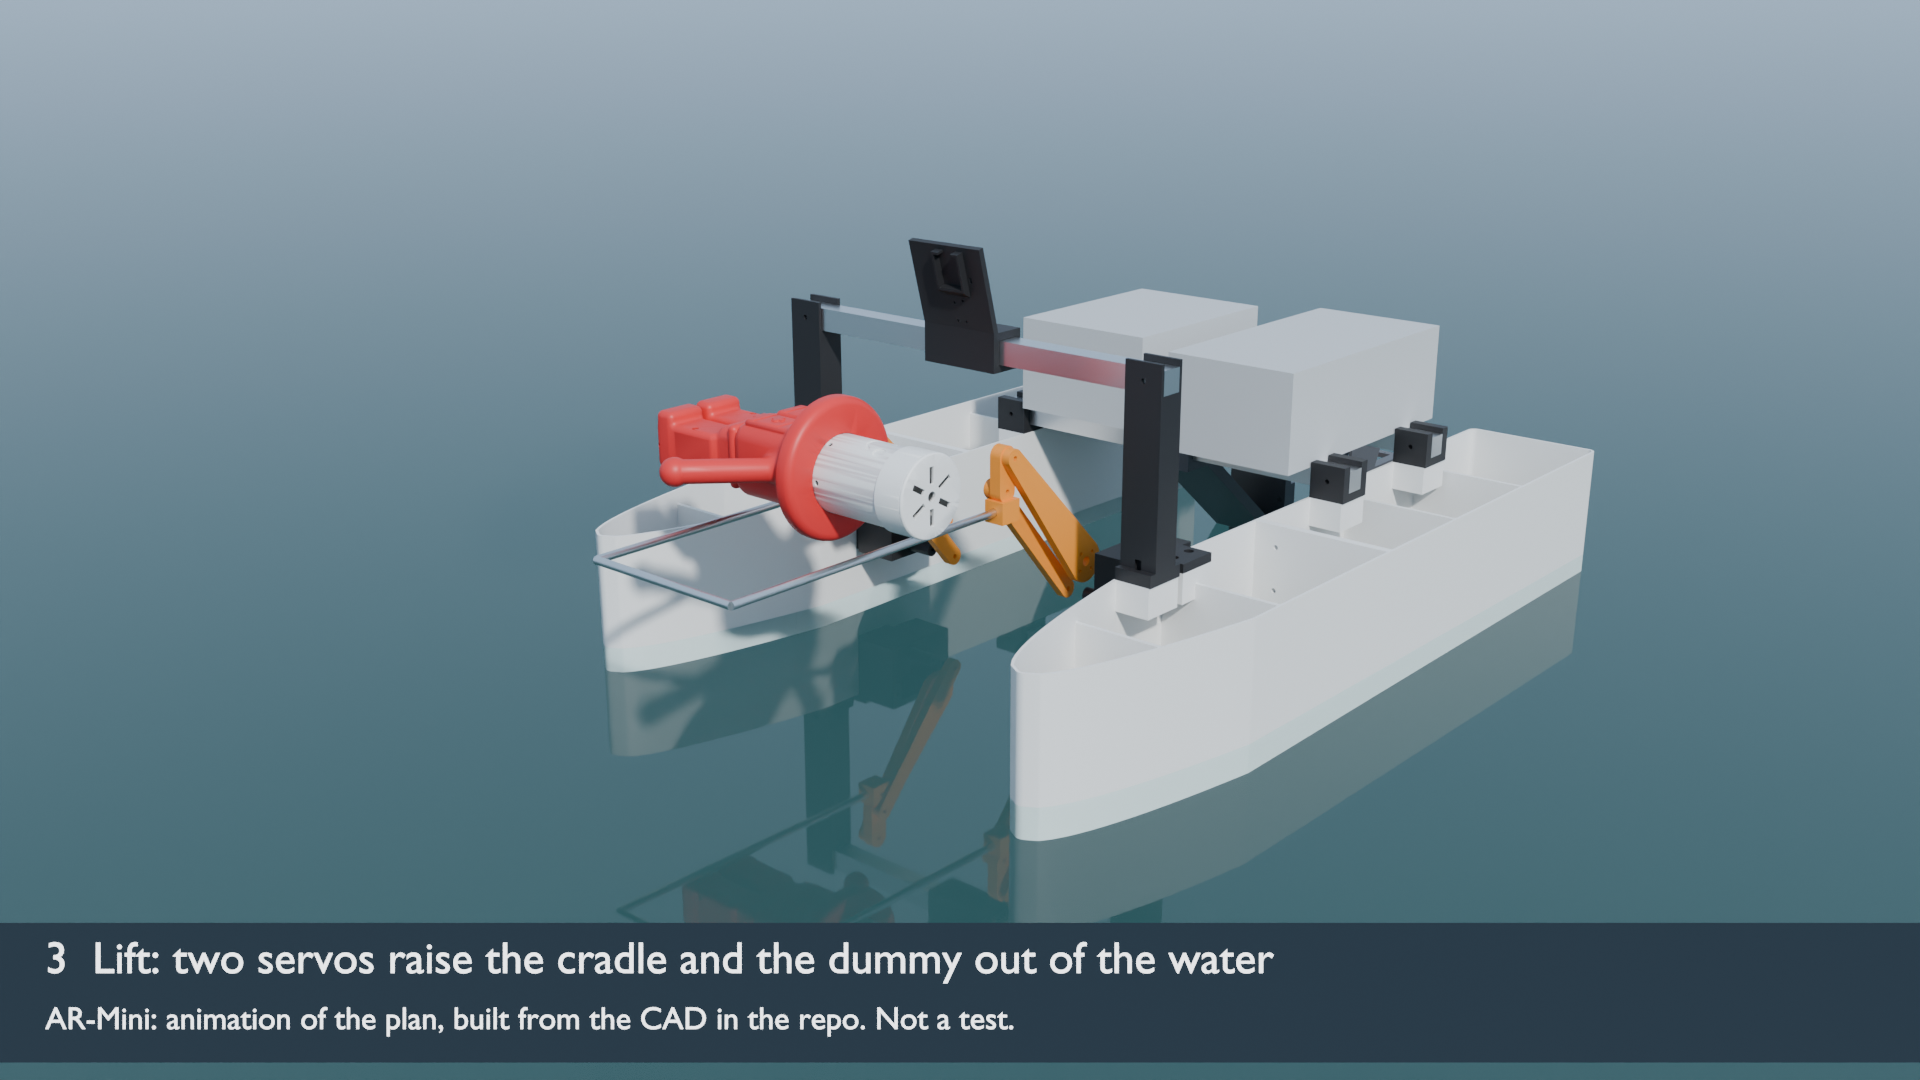 3 Lift: two servos raise the cradle and the dummy out of the water
AR-Mini: animation of the plan, built from the CAD in the repo. Not a test.